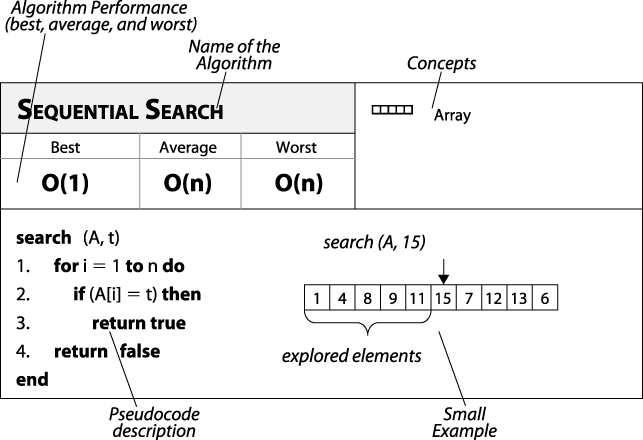 Algorithm Performance
(best, average, and worst)
Name of the
Algorithm
Concepts
SEQUENTIAL SEARCH
Array
Best Average Worst
O(1) O(n) O(n)
search (A, t)
1. for i = 1 to n do
2. if (A[i] = t) then
3. return true
4. return false
end
search (A, 15)
1 4 8 9 11 15 7 12 13 6
explored elements
Pseudocode
description
Small
Example